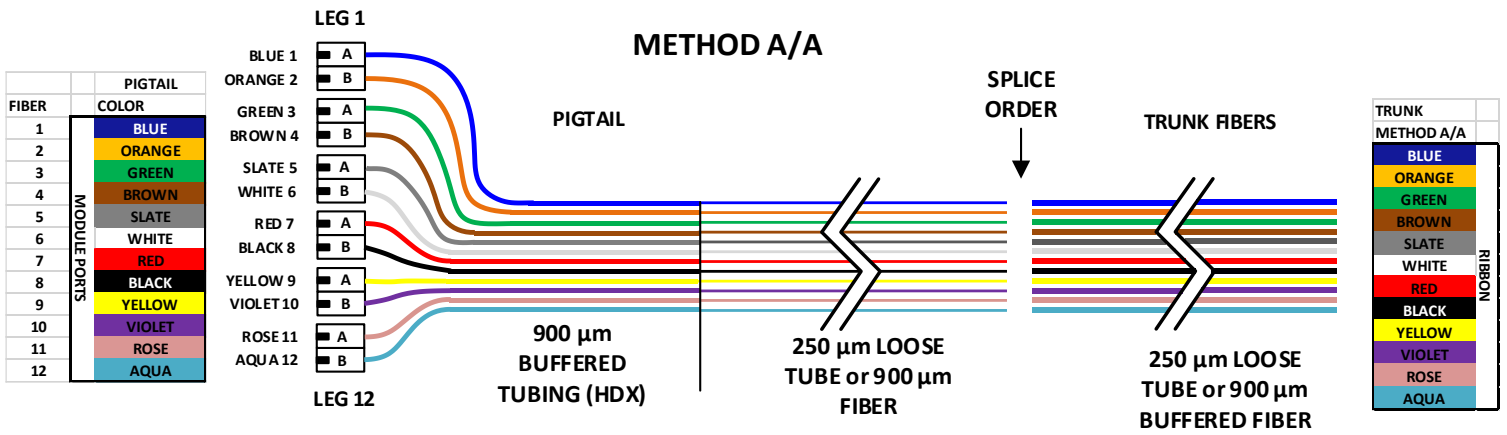 METHOD A/A
PIGTAIL
FIBER COLOR
1 BLUE
2 ORANGE
3 GREEN
4 BROWN
5 SLATE
6 WHITE
7 RED
8 BLACK
9 YELLOW
10 VIOLET
11 ROSE
12 AQUA
MODULE PORTS
LEG 1
BLUE 1 A
ORANGE 2 B
GREEN 3 A
BROWN 4 B
SLATE 5 A
WHITE 6 B
RED 7 A
BLACK 8 B
YELLOW 9 A
VIOLET 10 B
ROSE 11 A
AQUA 12 B
LEG 12
PIGTAIL
900 µm
BUFFERED
TUBING (HDX)
250 µm LOOSE
TUBE or 900 µm
FIBER
SPLICE
ORDER
TRUNK FIBERS
250 µm LOOSE
TUBE or 900 µm
BUFFERED FIBER
TRUNK
METHOD A/A
BLUE
ORANGE
GREEN
BROWN
SLATE
WHITE
RED
BLACK
YELLOW
VIOLET
ROSE
AQUA
RIBBON